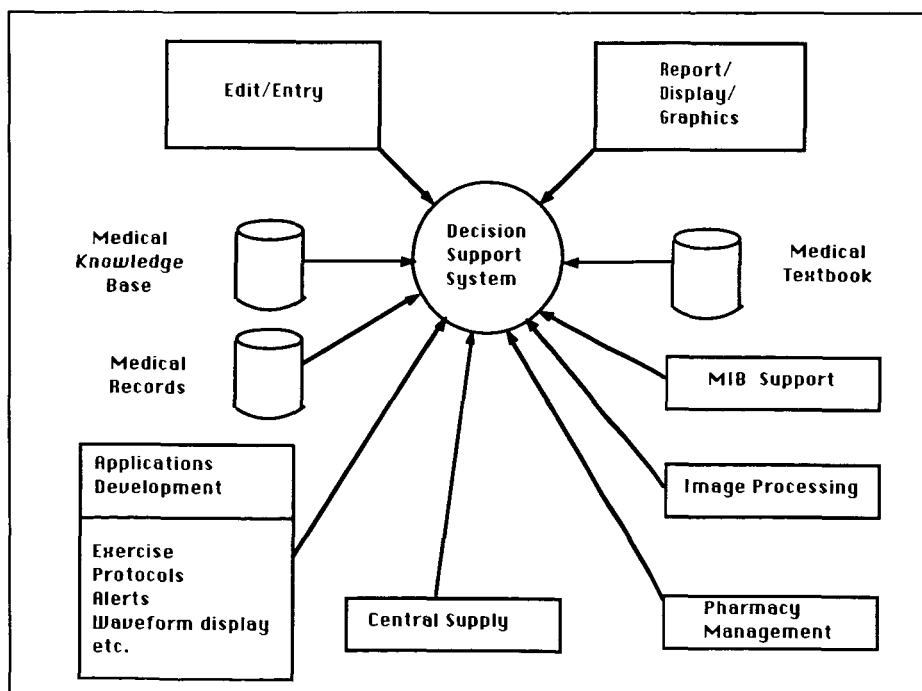 Edit/Entry
Report/
Display/
Graphics
Medical
Knowledge
Base
Decision
Support
System
Medical
Textbook
Medical
Records
MIB Support
Applications
Development
Image Processing
Exercise
Protocols
Alerts
Waveform display
etc.
Central Supply
Pharmacy
Management